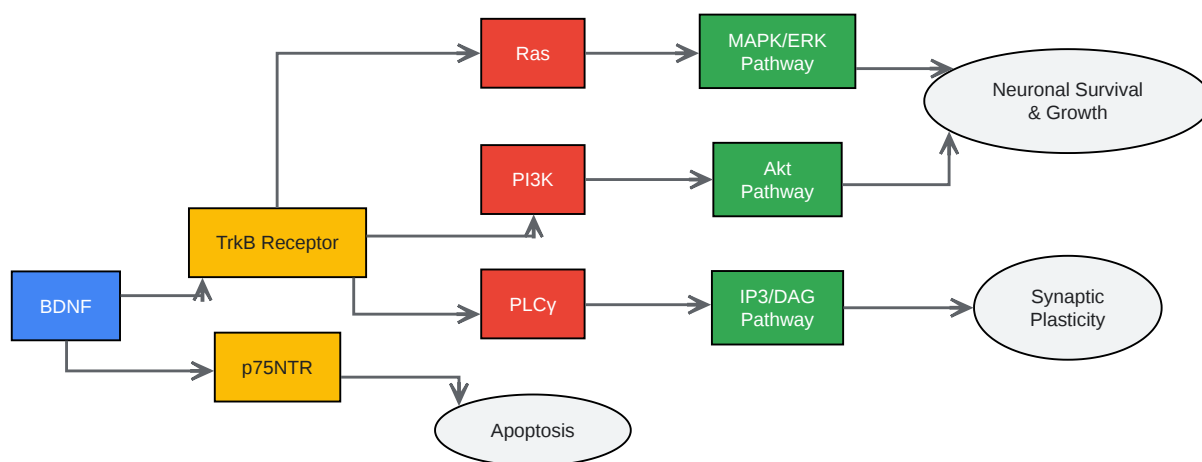 Ras
MAPK/ERK
Pathway
Neuronal Survival
& Growth
PI3K
Akt
Pathway
TrkB Receptor
BDNF
PLCγ
IP3/DAG
Pathway
Synaptic
Plasticity
p75NTR
Apoptosis